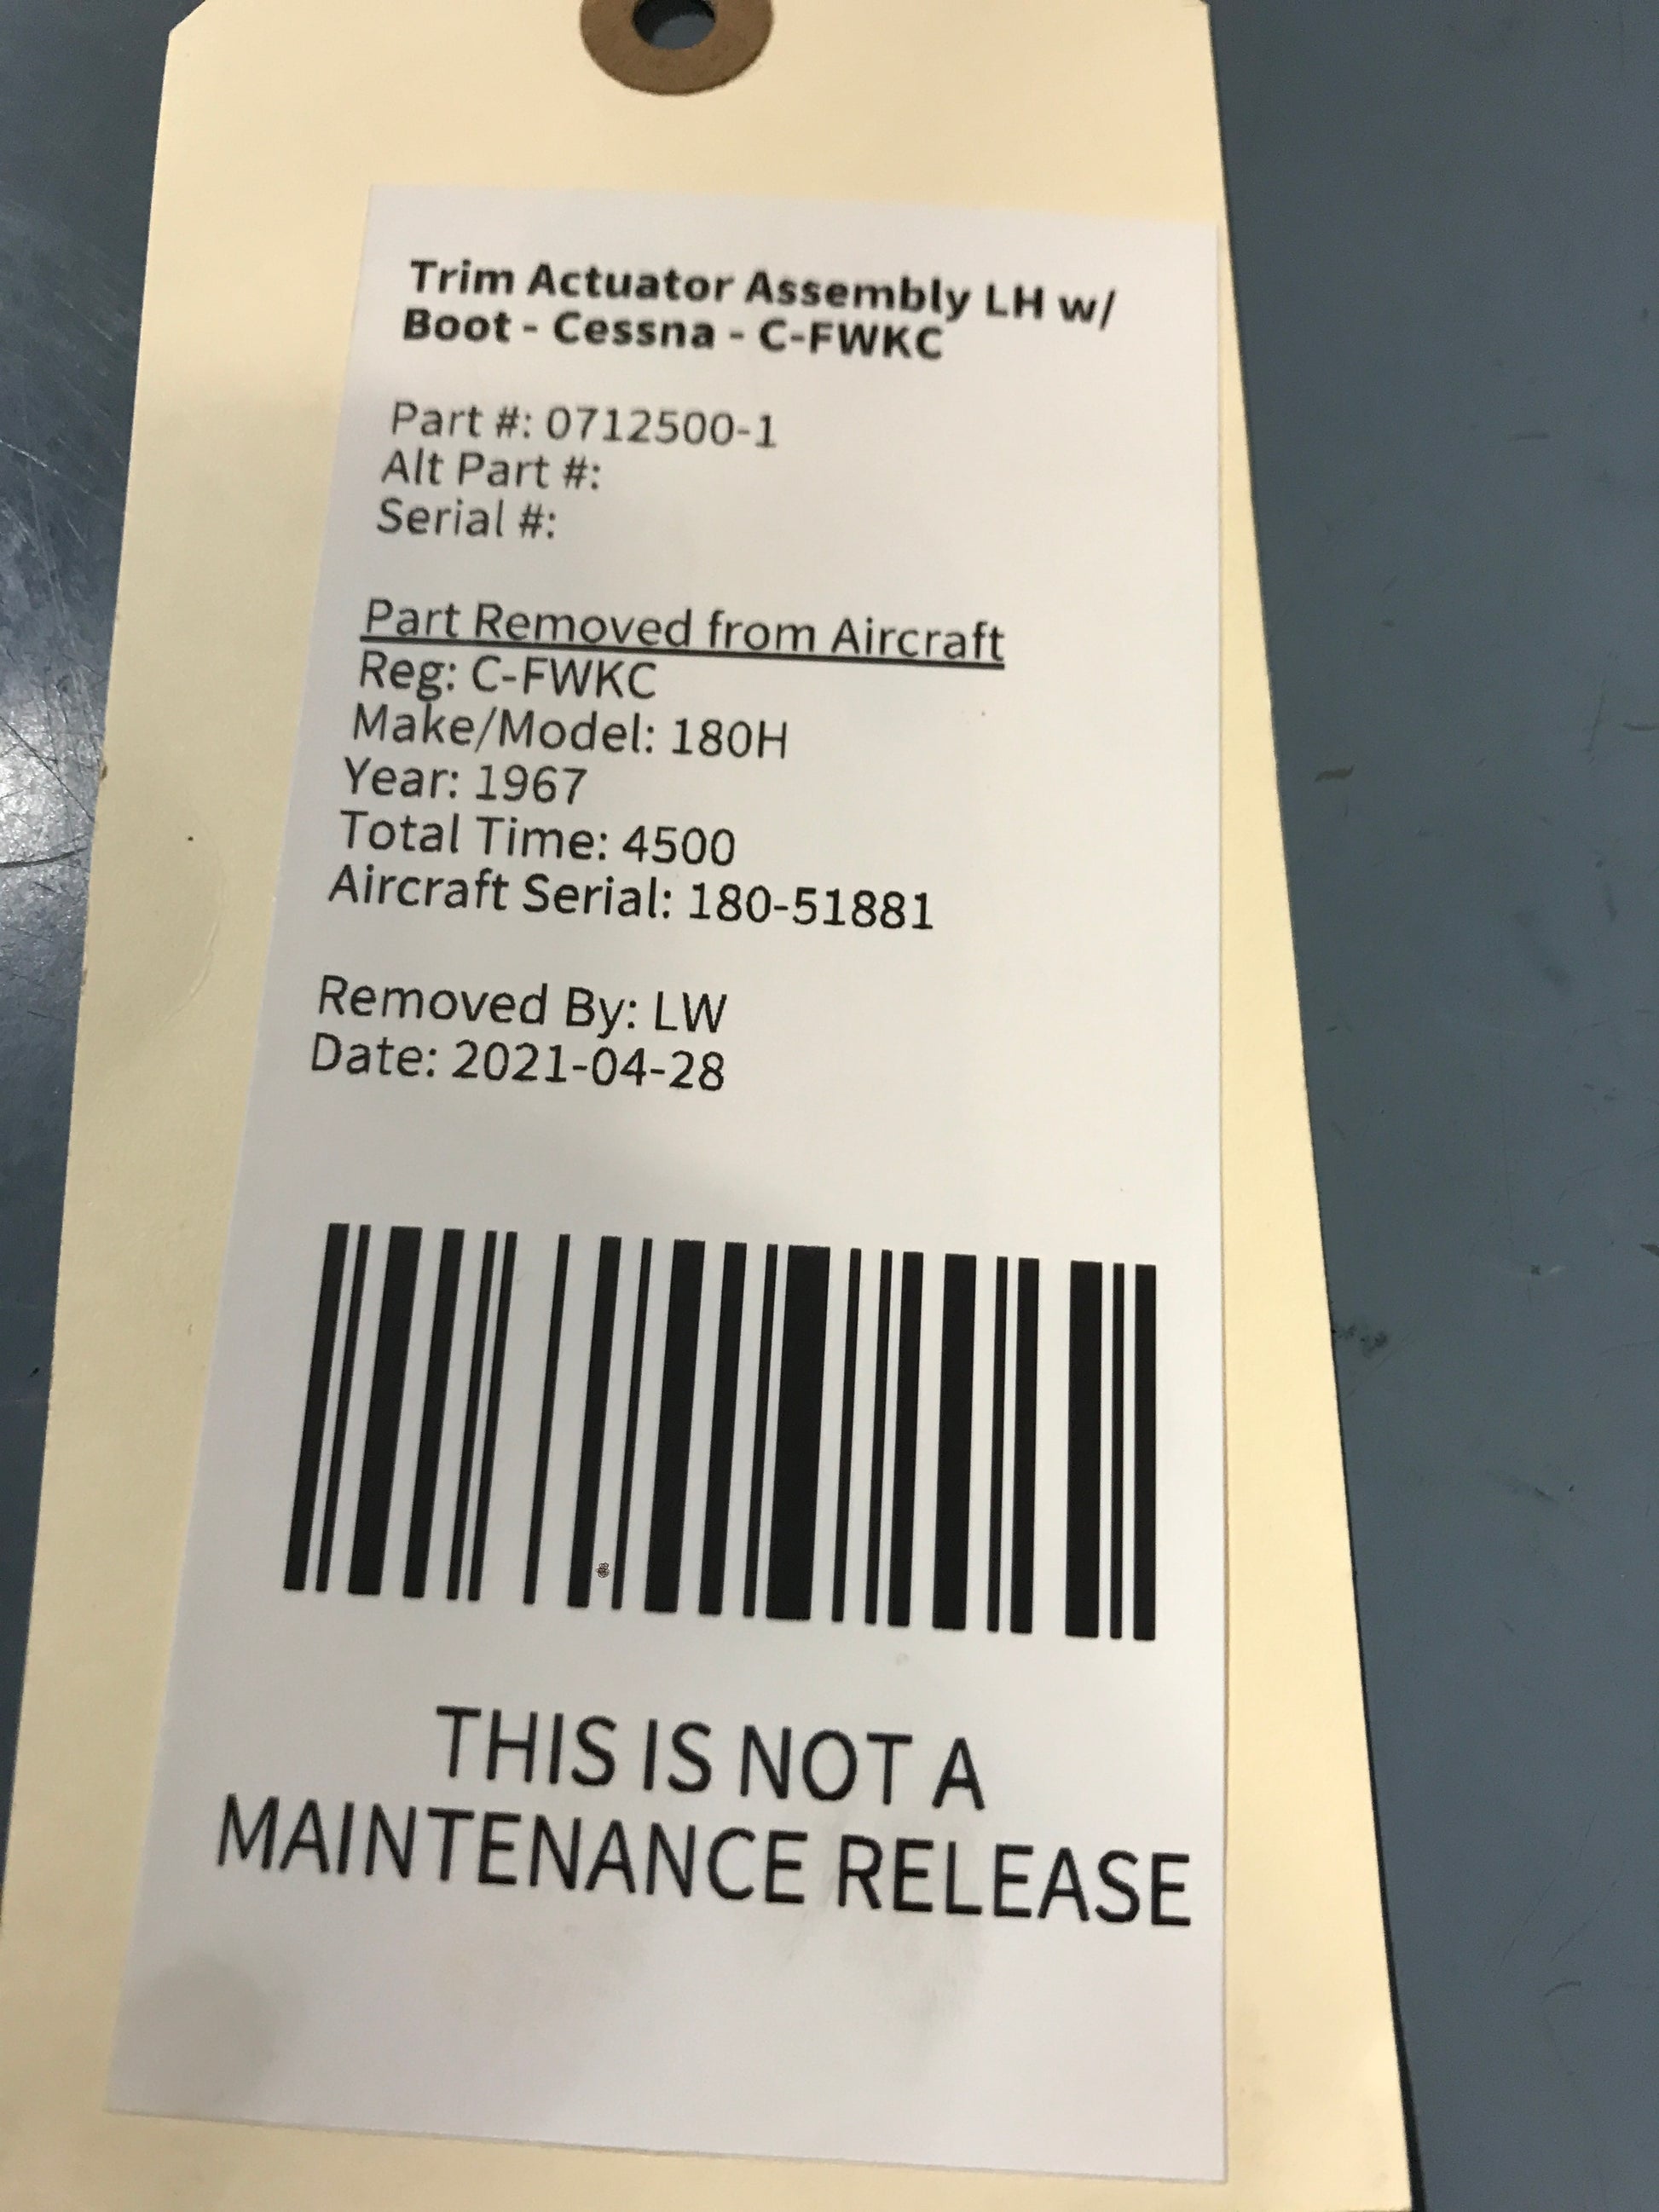 Trim Actuator Assembly LH w/
Boot - Cessna - C-FWKC
Part #: 0712500-1
Alt Part #:
Serial #:
Part Removed from Aircraft
Reg: C-FWKC
Make/Model: 180H
Year: 1967
Total Time: 4500
Aircraft Serial: 180-51881
Removed By: LW
Date: 2021-04-28
THIS IS NOT A
MAINTENANCE RELEASE